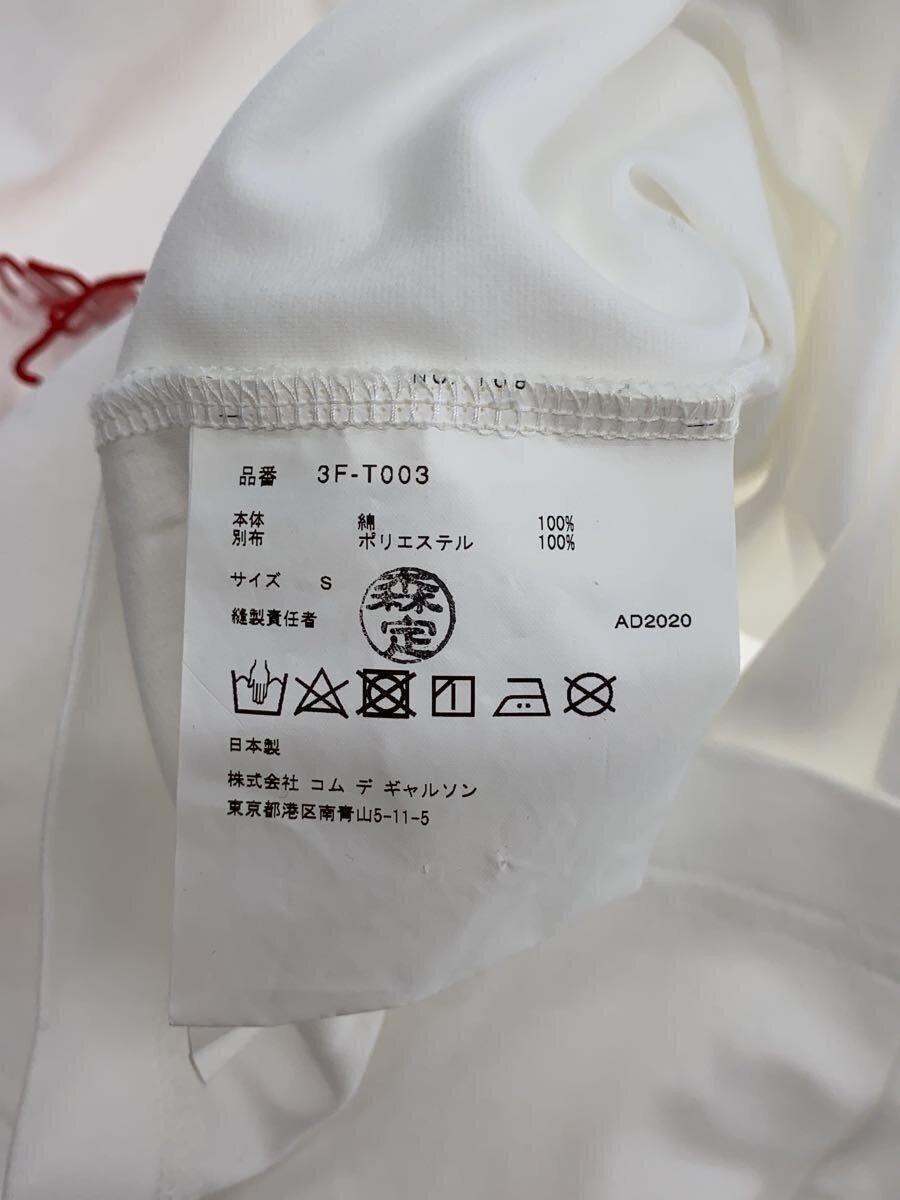 品番 3F-T003
本体 綿 100%
別布 ポリエステル 100%
サイズ S
森定
縫製責任者 AD2020
日本製
株式会社 コム デ ギャルソン
東京都港区南青山5-11-5